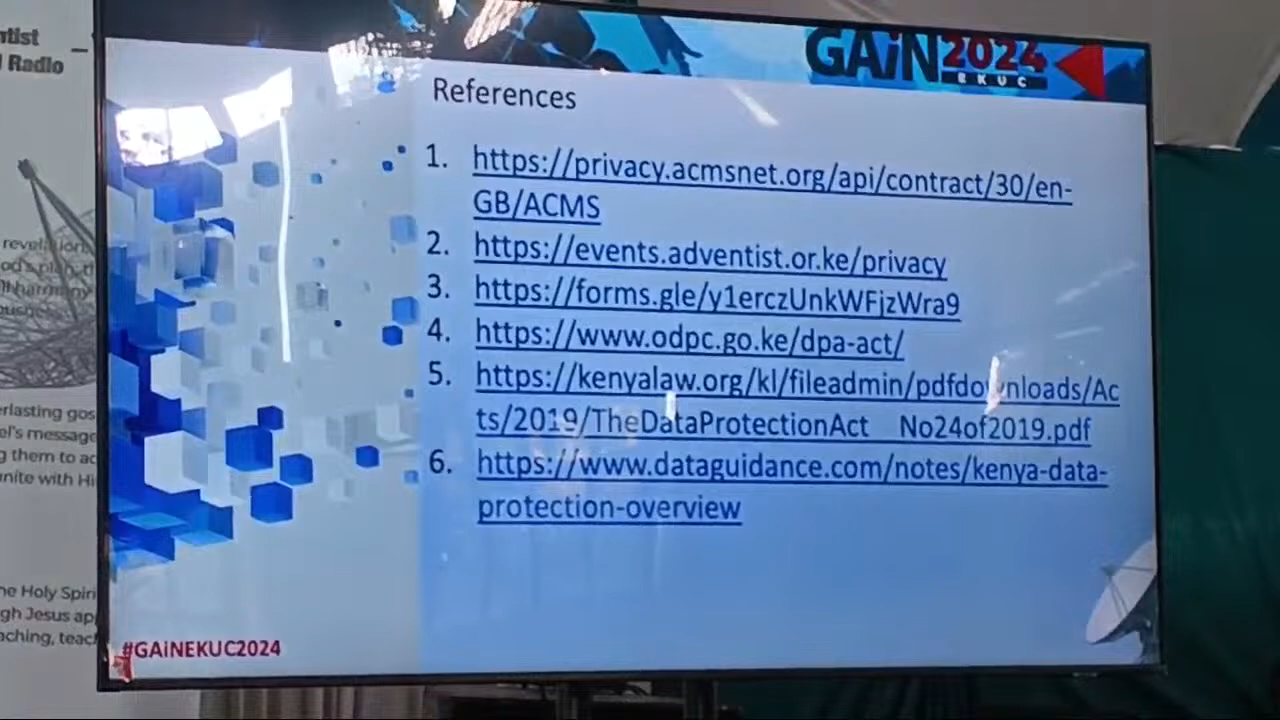 GAiN 2024
EKUC
References
1. https://privacy.acmsnet.org/api/contract/30/en-
GB/ACMS
2. https://events.adventist.or.ke/privacy
3. https://forms.gle/y1erczUnkWFjzWra9
4. https://www.odpc.go.ke/dpa-act/
5. https://kenyalaw.org/kl/fileadmin/pdfdownloads/Ac
ts/2019/TheDataProtectionAct__No24of2019.pdf
6. https://www.dataguidance.com/notes/kenya-data-
protection-overview
#GAiNEKUC2024
Radio
erlasting gos
el's message
g them to ac
nite with Hi
he Holy Spiri
gh Jesus ap
aching, teach